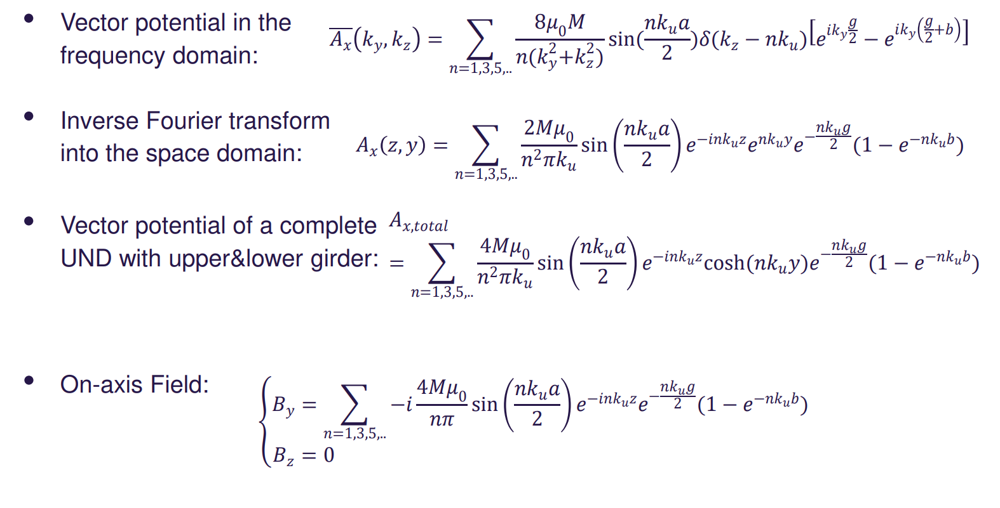 • Vector potential in the frequency domain: $\overline{A_x}(k_y, k_z) = \sum_{n=1,3,5,..} \frac{8\mu_0 M}{n(k_y^2+k_z^2)} \sin(\frac{nk_u a}{2})\delta(k_z - nk_u)\left[e^{ik_y\frac{g}{2}} - e^{ik_y\left(\frac{g}{2}+b\right)}\right]$
• Inverse Fourier transform into the space domain: $A_x(z, y) = \sum_{n=1,3,5,..} \frac{2M\mu_0}{n^2\pi k_u} \sin\left(\frac{nk_u a}{2}\right) e^{-ink_u z} e^{nk_u y} e^{-\frac{nk_u g}{2}} (1 - e^{-nk_u b})$
• Vector potential of a complete UND with upper&lower girder: $A_{x,total} = \sum_{n=1,3,5,..} \frac{4M\mu_0}{n^2\pi k_u} \sin\left(\frac{nk_u a}{2}\right) e^{-ink_u z} \cosh(nk_u y) e^{-\frac{nk_u g}{2}} (1 - e^{-nk_u b})$
• On-axis Field: $\begin{cases} B_y = \sum_{n=1,3,5,..} -i\frac{4M\mu_0}{n\pi} \sin\left(\frac{nk_u a}{2}\right) e^{-ink_u z} e^{-\frac{nk_u g}{2}} (1 - e^{-nk_u b}) \\ B_z = 0 \end{cases}$